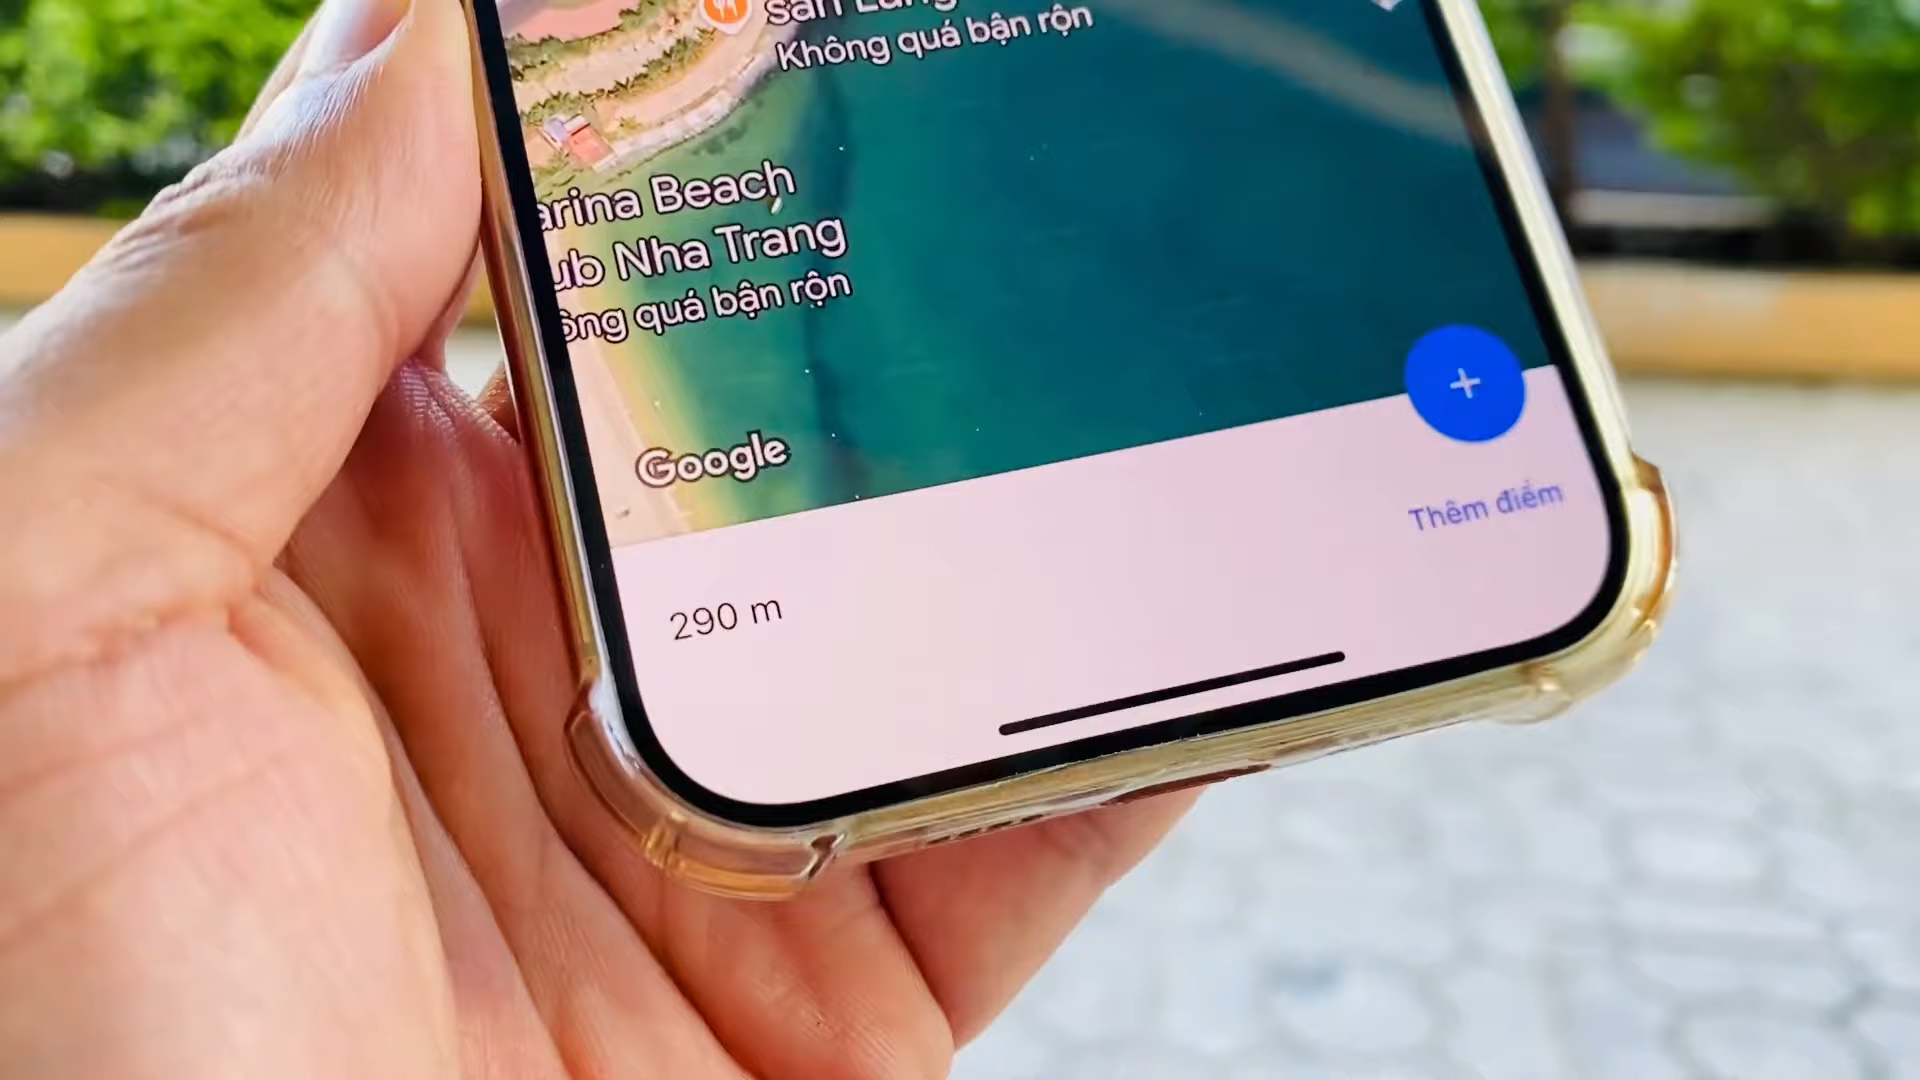 Không quá bận rộn
arina Beach
ub Nha Trang
ông quá bận rộn
Google
Thêm điểm
290 m